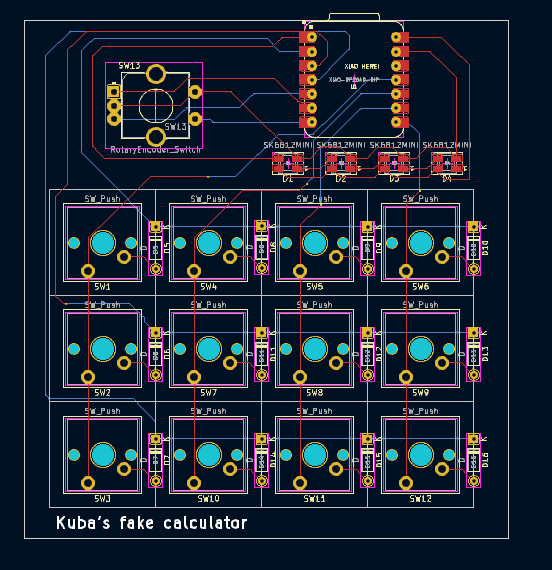 SW13
XIAO HERE!
XIAO-RP2040-DIP
U1
SW13
RotaryEncoder_Switch
SK6812MINI SK6812MINI SK6812MINI SK6812MINI
D1 D2 D3 D4
SW_Push SW_Push SW_Push SW_Push
K K K K
D D D D
D5 D8 D9 D10
SW1 SW4 SW5 SW6
SW_Push SW_Push SW_Push SW_Push
K K K K
D D D D
D6 D11 D12 D13
SW2 SW7 SW8 SW9
SW_Push SW_Push SW_Push SW_Push
K K K K
D D D D
D7 D14 D15 D16
SW3 SW10 SW11 SW12
Kuba's fake calculator